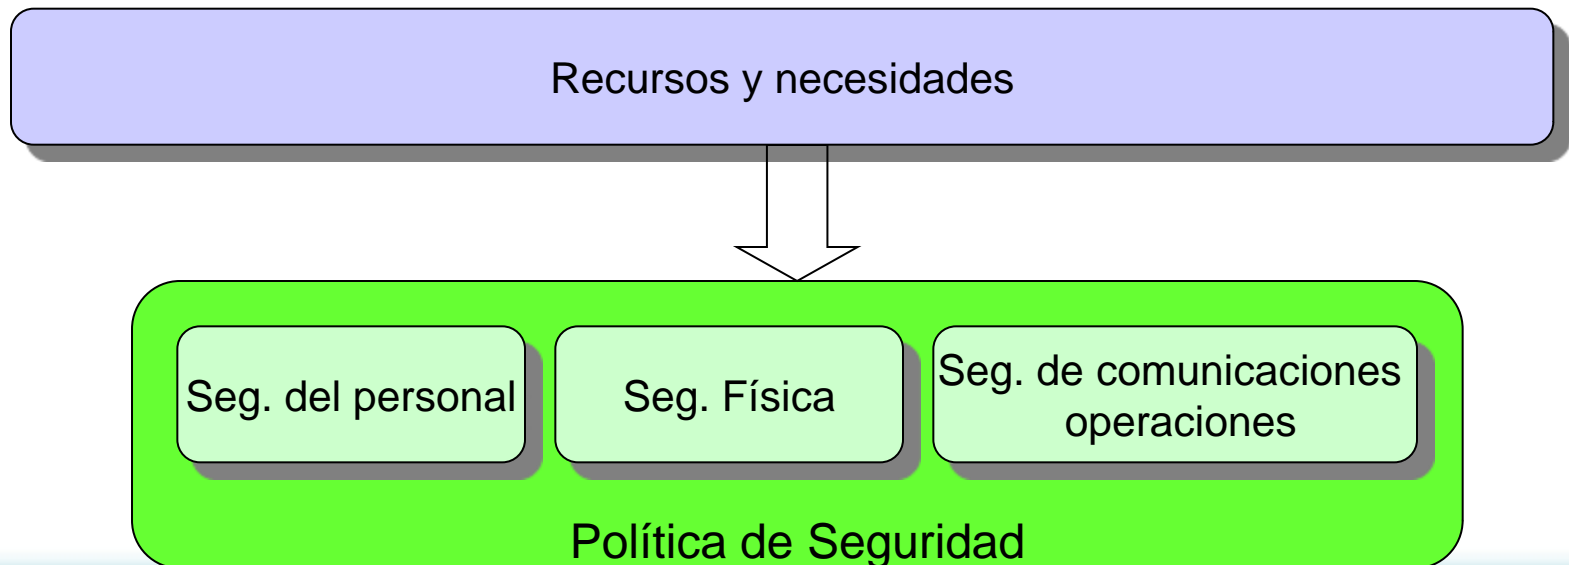 Recursos y necesidades
Seg. del personal
Seg. Física
Seg. de comunicaciones
operaciones
Política de Seguridad